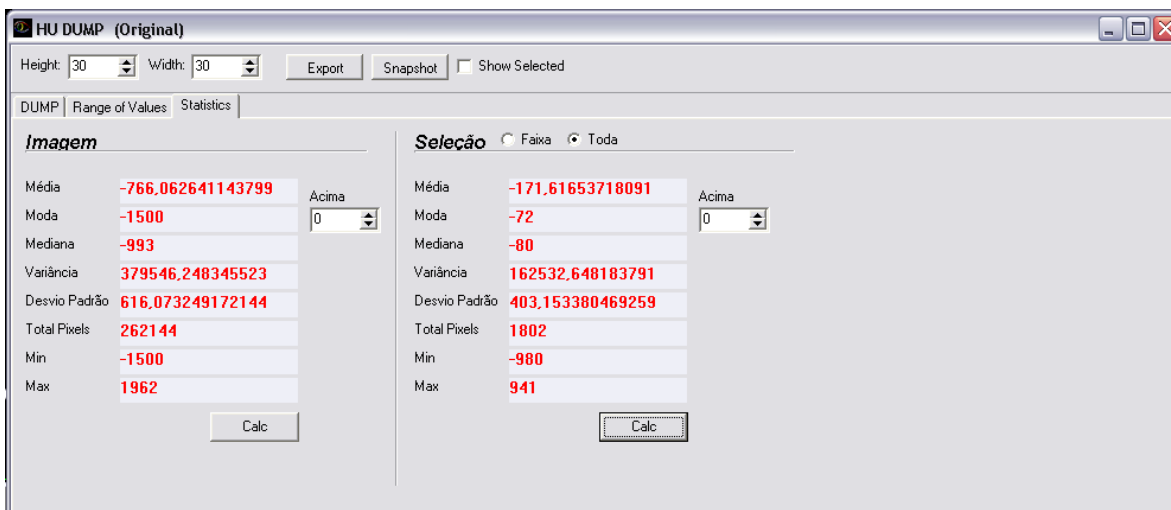 HU DUMP (Original)
Height: 30 Width: 30 Export Snapshot Show Selected
DUMP Range of Values Statistics
Imagem
Média -766,062641143799
Moda -1500
Mediana -993
Variância 379546,248345523
Desvio Padrão 616,073249172144
Total Pixels 262144
Min -1500
Max 1962
Acima
0
Calc
Seleção Faixa Toda
Média -171,61653718091
Moda -72
Mediana -80
Variância 162532,648183791
Desvio Padrão 403,153380469259
Total Pixels 1802
Min -980
Max 941
Acima
0
Calc